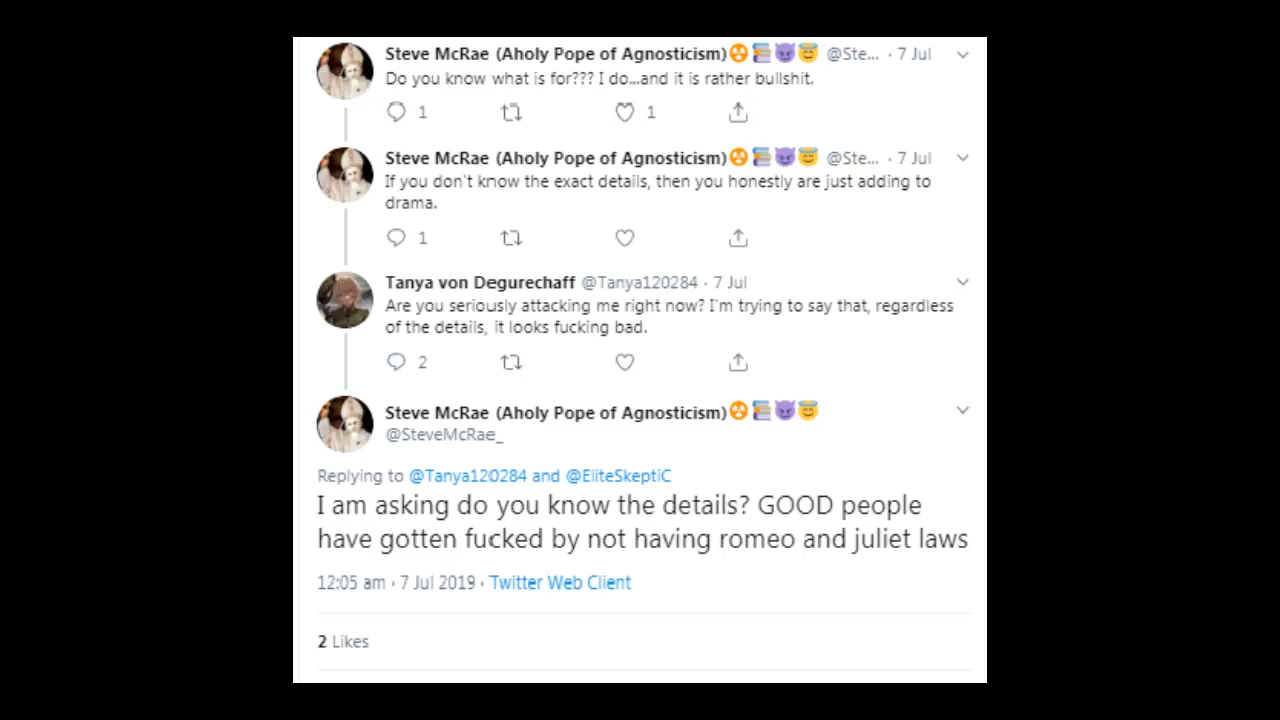 Steve McRae (Aholy Pope of Agnosticism)☢📚😈😇 @Ste... · 7 Jul
Do you know what is for??? I do...and it is rather bullshit.
1 1
Steve McRae (Aholy Pope of Agnosticism)☢📚😈😇 @Ste... · 7 Jul
If you don't know the exact details, then you honestly are just adding to
drama.
1
Tanya von Degurechaff @Tanya120284 · 7 Jul
Are you seriously attacking me right now? I'm trying to say that, regardless
of the details, it looks fucking bad.
2
Steve McRae (Aholy Pope of Agnosticism)☢📚😈😇
@SteveMcRae_
Replying to @Tanya120284 and @EliteSkeptiC
I am asking do you know the details? GOOD people
have gotten fucked by not having romeo and juliet laws
12:05 am · 7 Jul 2019 · Twitter Web Client
2 Likes